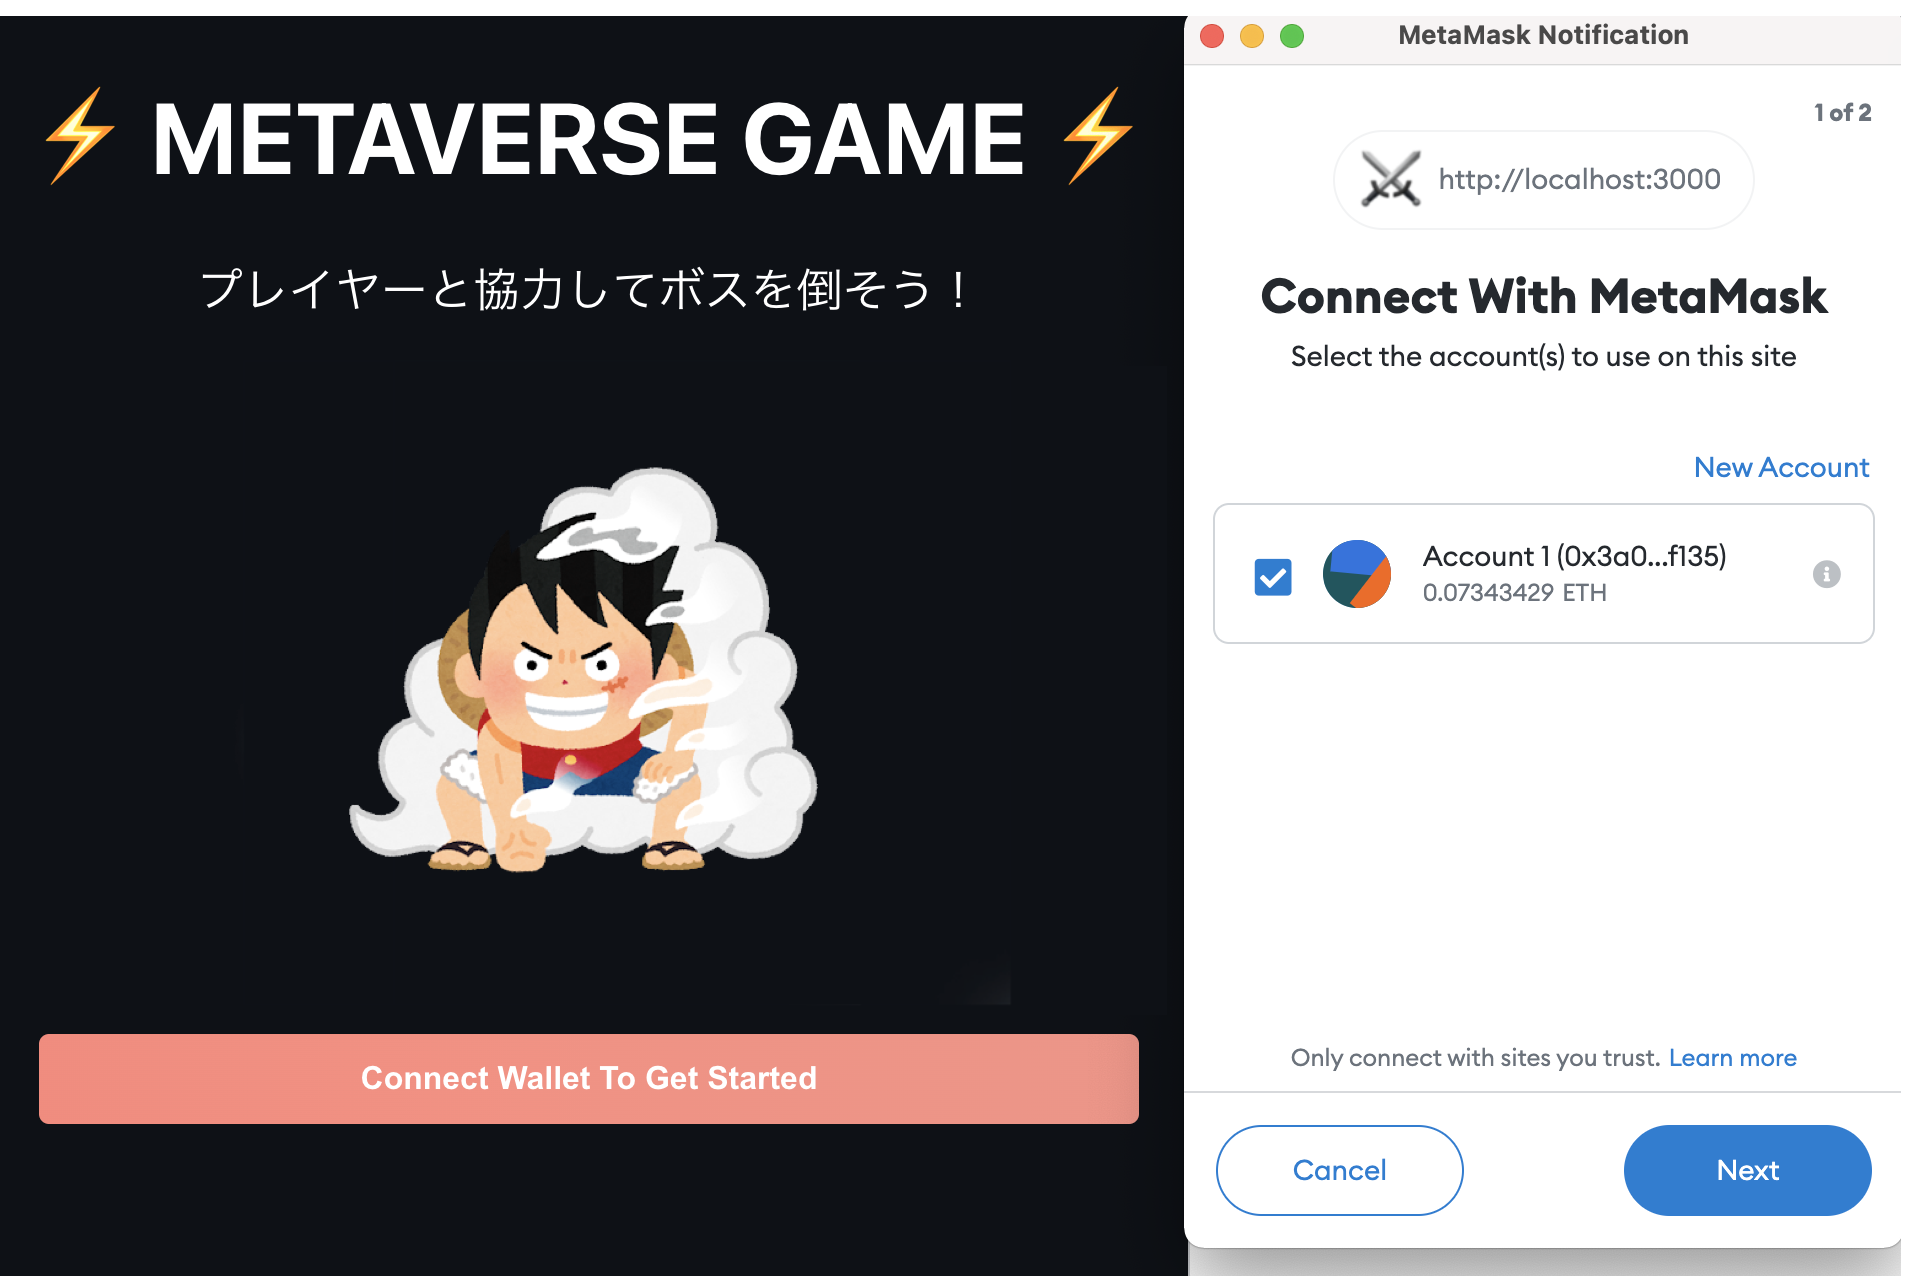 ⚡ METAVERSE GAME ⚡
プレイヤーと協力してボスを倒そう！
Connect Wallet To Get Started
MetaMask Notification
1 of 2
http://localhost:3000
Connect With MetaMask
Select the account(s) to use on this site
New Account
Account 1 (0x3a0...f135)
0.07343429 ETH
Only connect with sites you trust. Learn more
Cancel
Next